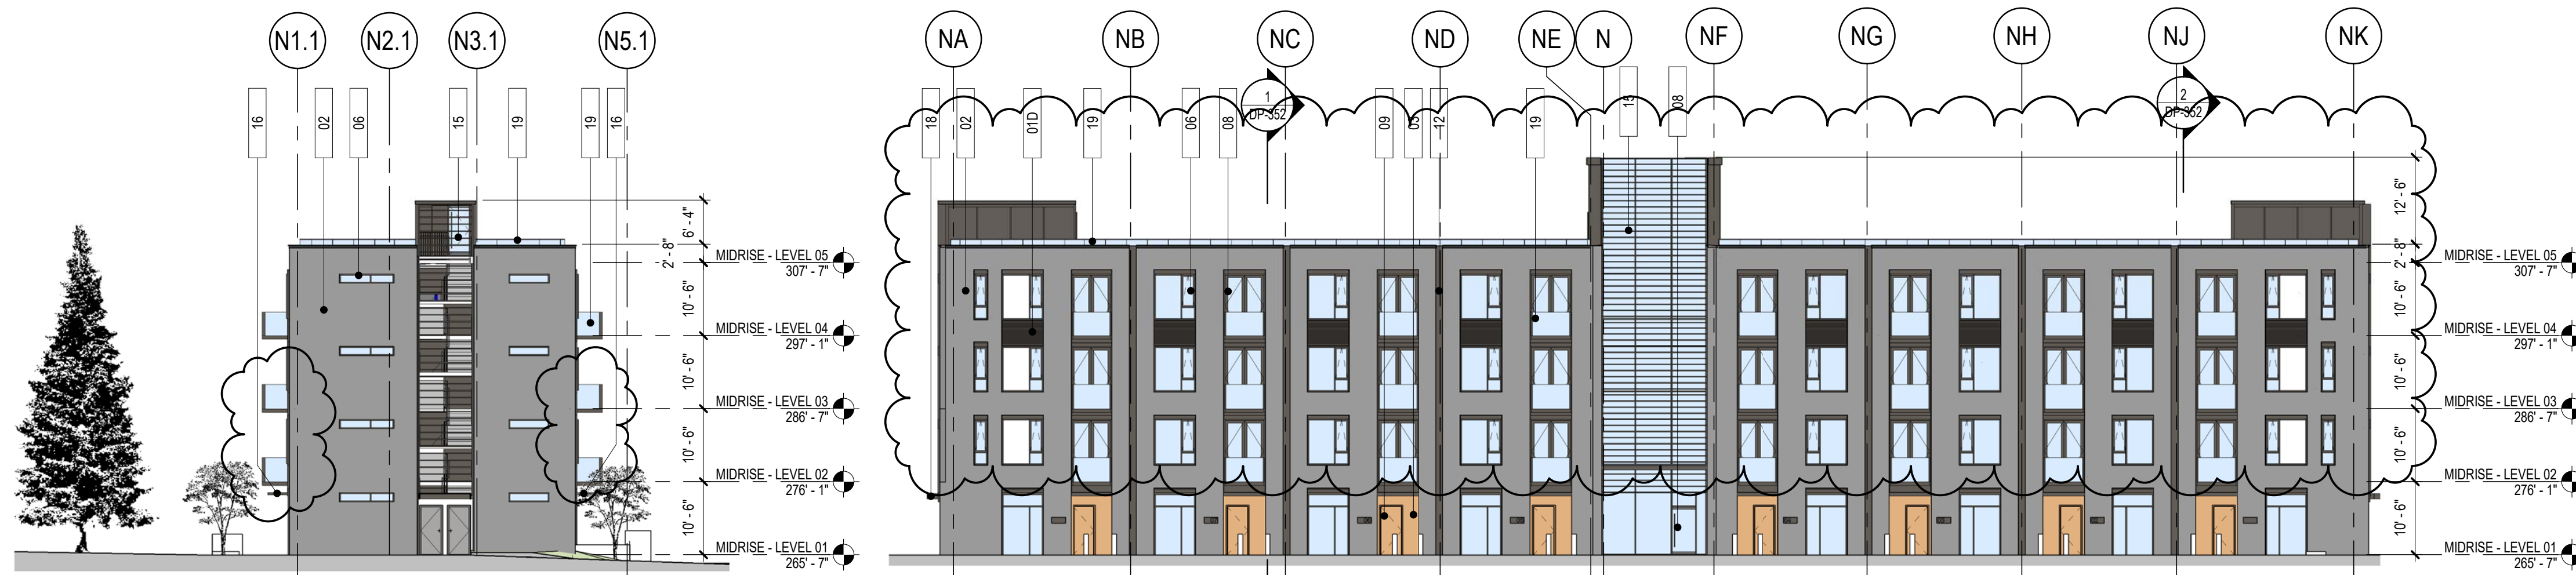 N1.1 N2.1 N3.1 N5.1
16 02 06 15 19 19 16
6' - 4"
2' - 8"
MIDRISE - LEVEL 05
307' - 7"
10' - 6"
MIDRISE - LEVEL 04
297' - 1"
10' - 6"
MIDRISE - LEVEL 03
286' - 7"
10' - 6"
MIDRISE - LEVEL 02
276' - 1"
10' - 6"
MIDRISE - LEVEL 01
265' - 7"
NA NB NC ND NE N NF NG NH NJ NK
1
DP-352
2
DP-352
18 02 01D 19 06 08 09 03 12 19 15 08
12' - 6"
2' - 8"
MIDRISE - LEVEL 05
307' - 7"
10' - 6"
MIDRISE - LEVEL 04
297' - 1"
10' - 6"
MIDRISE - LEVEL 03
286' - 7"
10' - 6"
MIDRISE - LEVEL 02
276' - 1"
10' - 6"
MIDRISE - LEVEL 01
265' - 7"